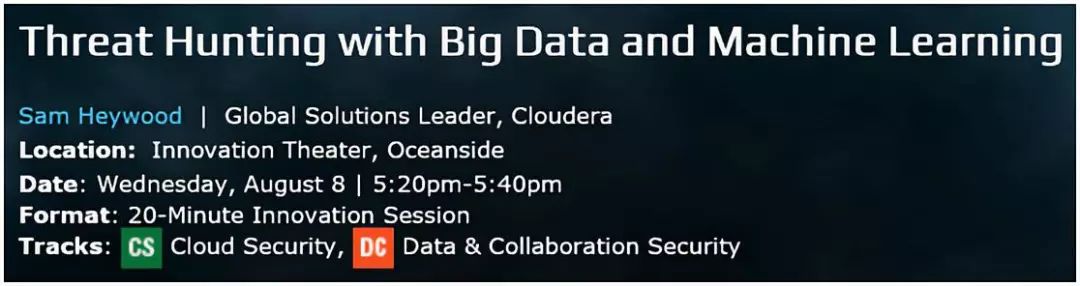 Threat Hunting with Big Data and Machine Learning
Sam Heywood | Global Solutions Leader, Cloudera
Location: Innovation Theater, Oceanside
Date: Wednesday, August 8 | 5:20pm-5:40pm
Format: 20-Minute Innovation Session
Tracks: CS Cloud Security, DC Data & Collaboration Security